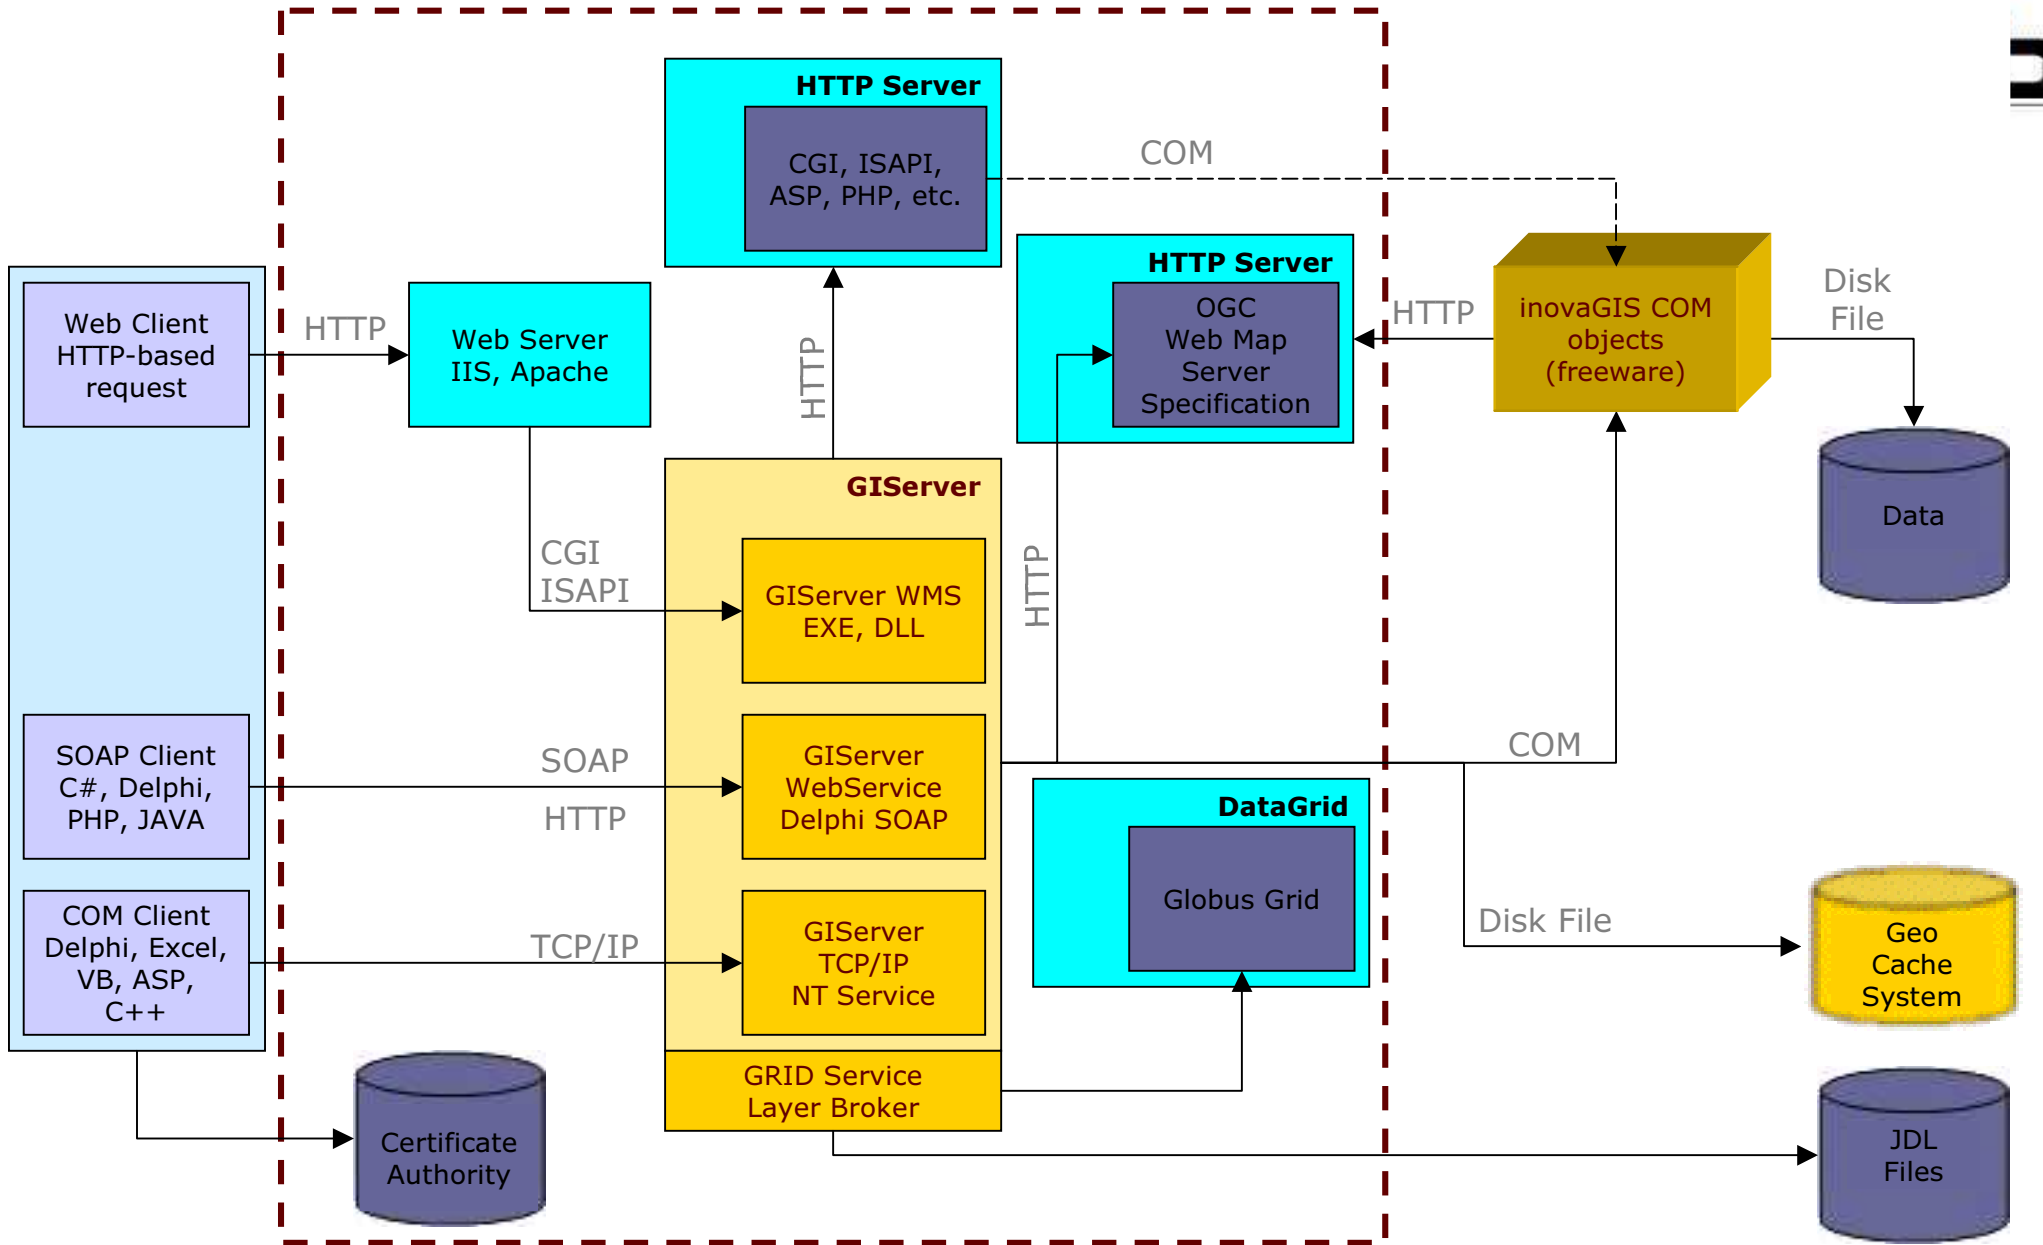 HTTP Server
CGI, ISAPI,
ASP, PHP, etc.
COM
HTTP Server
OGC
Web Map
Server
Specification
HTTP
inovaGIS COM
objects
(freeware)
Disk
File
Data
Web Client
HTTP-based
request
HTTP
Web Server
IIS, Apache
HTTP
GIServer
CGI
ISAPI
GIServer WMS
EXE, DLL
HTTP
SOAP Client
C#, Delphi,
PHP, JAVA
SOAP
HTTP
GIServer
WebService
Delphi SOAP
COM
DataGrid
Globus Grid
Disk File
Geo
Cache
System
COM Client
Delphi, Excel,
VB, ASP,
C++
TCP/IP
GIServer
TCP/IP
NT Service
GRID Service
Layer Broker
Certificate
Authority
JDL
Files